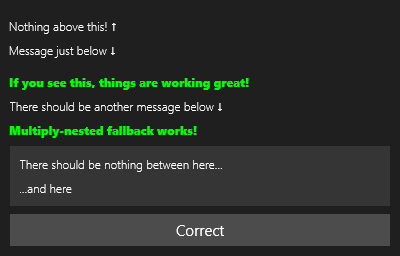 Nothing above this! ↑
Message just below ↓
If you see this, things are working great!
There should be another message below ↓
Multiply-nested fallback works!
There should be nothing between here...
...and here
Correct